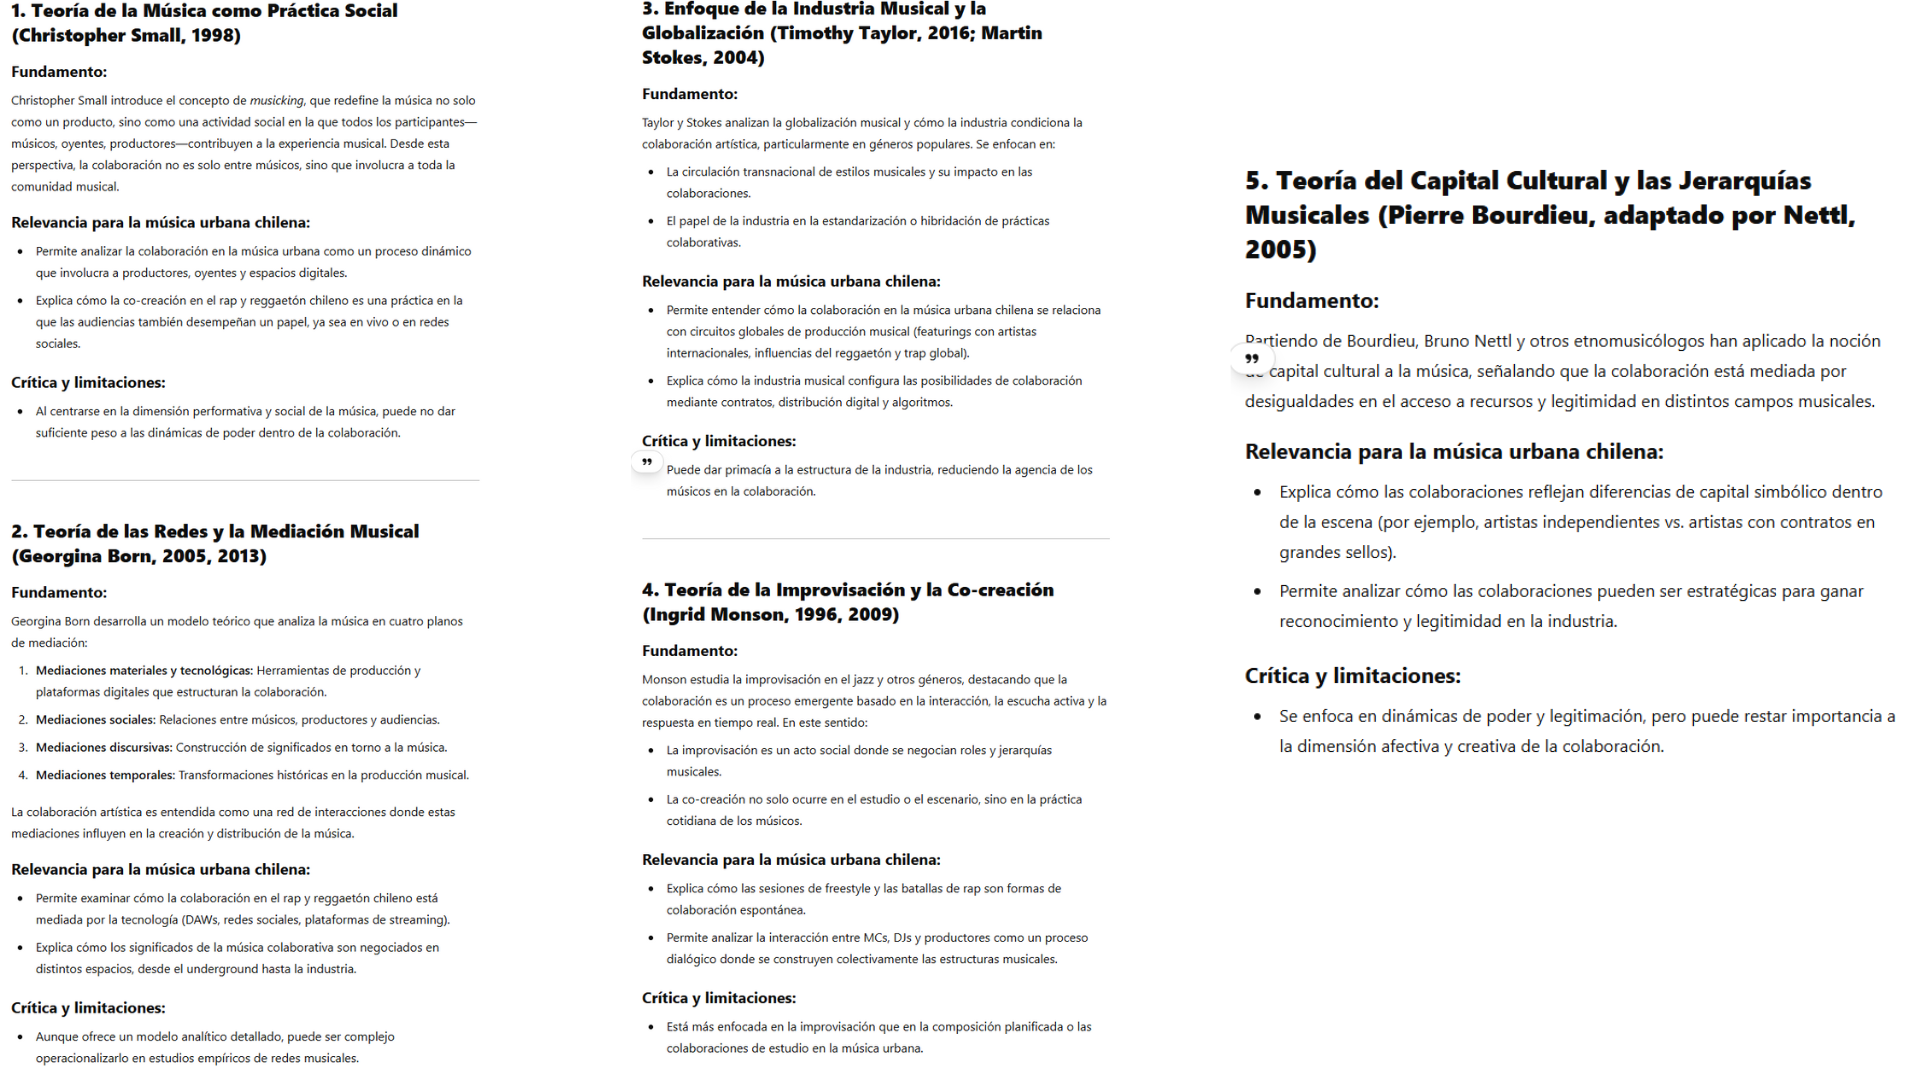 1. Teoría de la Música como Práctica Social
(Christopher Small, 1998)
Fundamento:
Christopher Small introduce el concepto de musicking, que redefine la música no solo
como un producto, sino como una actividad social en la que todos los participantes—
músicos, oyentes, productores—contribuyen a la experiencia musical. Desde esta
perspectiva, la colaboración no es solo entre músicos, sino que involucra a toda la
comunidad musical.
Relevancia para la música urbana chilena:
• Permite analizar la colaboración en la música urbana como un proceso dinámico
que involucra a productores, oyentes y espacios digitales.
• Explica cómo la co-creación en el rap y reggaetón chileno es una práctica en la
que las audiencias también desempeñan un papel, ya sea en vivo o en redes
sociales.
Crítica y limitaciones:
• Al centrarse en la dimensión performativa y social de la música, puede no dar
suficiente peso a las dinámicas de poder dentro de la colaboración.
2. Teoría de las Redes y la Mediación Musical
(Georgina Born, 2005, 2013)
Fundamento:
Georgina Born desarrolla un modelo teórico que analiza la música en cuatro planos
de mediación:
1. Mediaciones materiales y tecnológicas: Herramientas de producción y
plataformas digitales que estructuran la colaboración.
2. Mediaciones sociales: Relaciones entre músicos, productores y audiencias.
3. Mediaciones discursivas: Construcción de significados en torno a la música.
4. Mediaciones temporales: Transformaciones históricas en la producción musical.
La colaboración artística es entendida como una red de interacciones donde estas
mediaciones influyen en la creación y distribución de la música.
Relevancia para la música urbana chilena:
• Permite examinar cómo la colaboración en el rap y reggaetón chileno está
mediada por la tecnología (DAWs, redes sociales, plataformas de streaming).
• Explica cómo los significados de la música colaborativa son negociados en
distintos espacios, desde el underground hasta la industria.
Crítica y limitaciones:
• Aunque ofrece un modelo analítico detallado, puede ser complejo
operacionalizarlo en estudios empíricos de redes musicales.
3. Enfoque de la Industria Musical y la
Globalización (Timothy Taylor, 2016; Martin
Stokes, 2004)
Fundamento:
Taylor y Stokes analizan la globalización musical y cómo la industria condiciona la
colaboración artística, particularmente en géneros populares. Se enfocan en:
• La circulación transnacional de estilos musicales y su impacto en las
colaboraciones.
• El papel de la industria en la estandarización o hibridación de prácticas
colaborativas.
Relevancia para la música urbana chilena:
• Permite entender cómo la colaboración en la música urbana chilena se relaciona
con circuitos globales de producción musical (featurings con artistas
internacionales, influencias del reggaetón y trap global).
• Explica cómo la industria musical configura las posibilidades de colaboración
mediante contratos, distribución digital y algoritmos.
Crítica y limitaciones:
Puede dar primacía a la estructura de la industria, reduciendo la agencia de los
músicos en la colaboración.
4. Teoría de la Improvisación y la Co-creación
(Ingrid Monson, 1996, 2009)
Fundamento:
Monson estudia la improvisación en el jazz y otros géneros, destacando que la
colaboración es un proceso emergente basado en la interacción, la escucha activa y la
respuesta en tiempo real. En este sentido:
• La improvisación es un acto social donde se negocian roles y jerarquías
musicales.
• La co-creación no solo ocurre en el estudio o el escenario, sino en la práctica
cotidiana de los músicos.
Relevancia para la música urbana chilena:
• Explica cómo las sesiones de freestyle y las batallas de rap son formas de
colaboración espontánea.
• Permite analizar la interacción entre MCs, DJs y productores como un proceso
dialógico donde se construyen colectivamente las estructuras musicales.
Crítica y limitaciones:
• Está más enfocada en la improvisación que en la composición planificada o las
colaboraciones de estudio en la música urbana.
5. Teoría del Capital Cultural y las Jerarquías
Musicales (Pierre Bourdieu, adaptado por Nettl,
2005)
Fundamento:
Partiendo de Bourdieu, Bruno Nettl y otros etnomusicólogos han aplicado la noción
de capital cultural a la música, señalando que la colaboración está mediada por
desigualdades en el acceso a recursos y legitimidad en distintos campos musicales.
Relevancia para la música urbana chilena:
• Explica cómo las colaboraciones reflejan diferencias de capital simbólico dentro
de la escena (por ejemplo, artistas independientes vs. artistas con contratos en
grandes sellos).
• Permite analizar cómo las colaboraciones pueden ser estratégicas para ganar
reconocimiento y legitimidad en la industria.
Crítica y limitaciones:
• Se enfoca en dinámicas de poder y legitimación, pero puede restar importancia a
la dimensión afectiva y creativa de la colaboración.